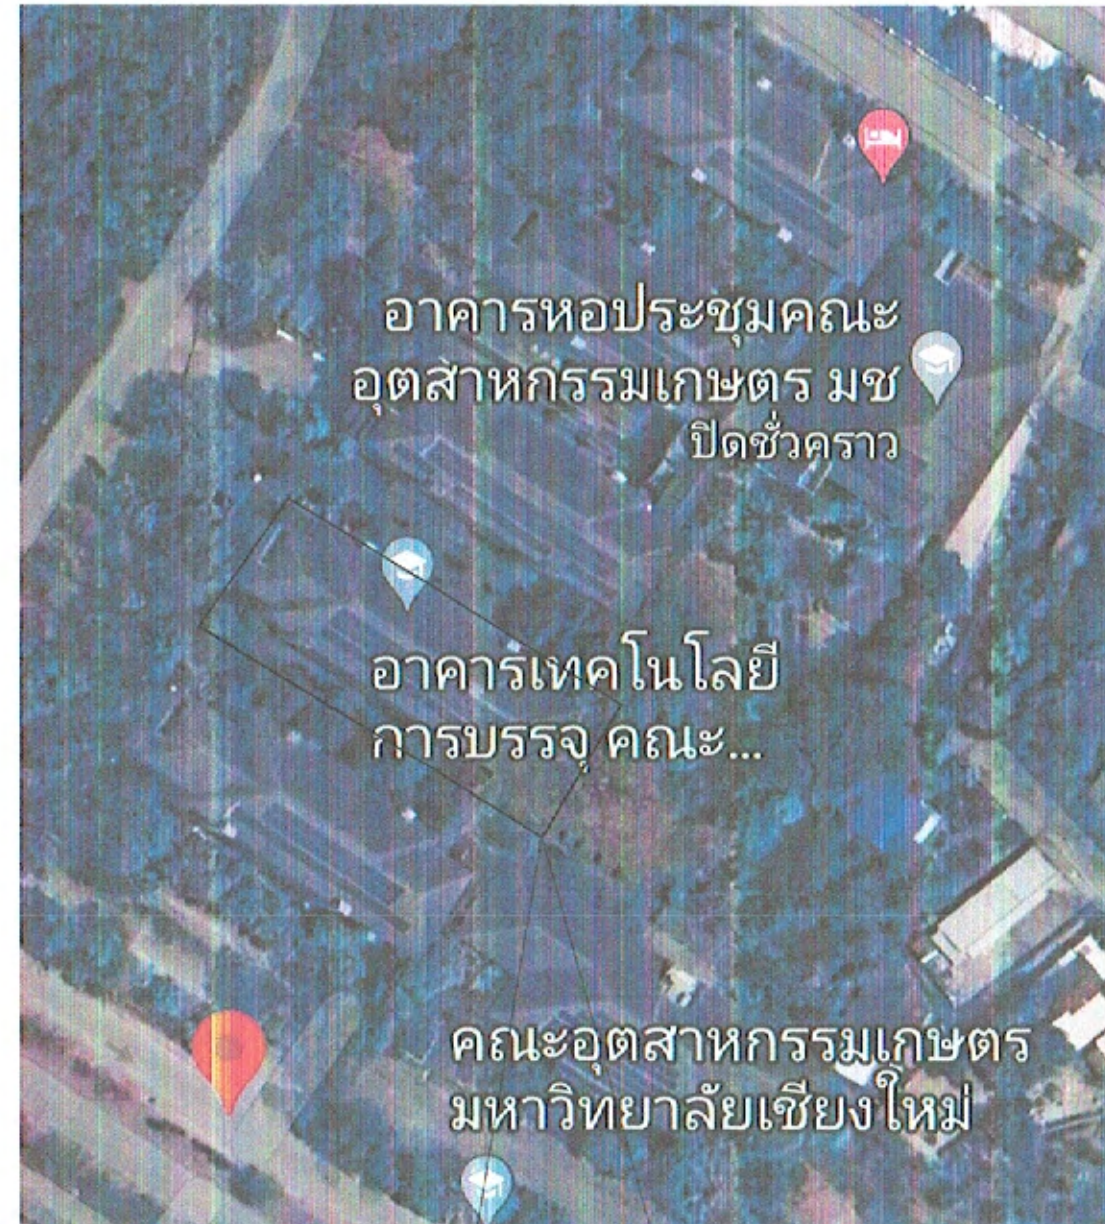 อาคารหอประชุมคณะ
อุตสาหกรรมเกษตร มช
ปิดชั่วคราว
อาคารเทคโนโลยี
การบรรจุ คณะ...
คณะอุตสาหกรรมเกษตร
มหาวิทยาลัยเชียงใหม่